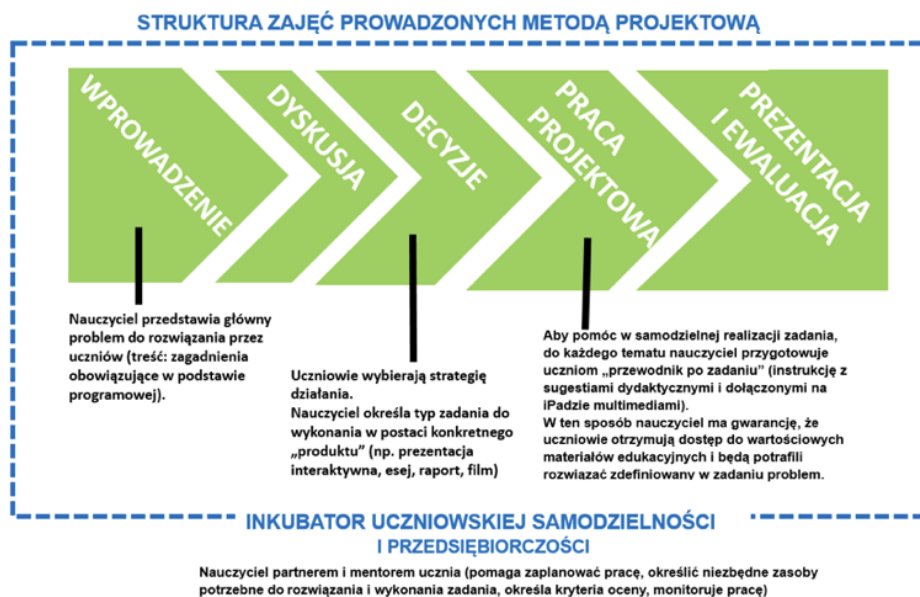 STRUKTURA ZAJĘĆ PROWADZONYCH METODĄ PROJEKTOWĄ
WPROWADZENIE
DYSKUSJA
DECYZJE
PRACA
PROJEKTOWA
PREZENTACJA
I EWALUACJA
Nauczyciel przedstawia główny
problem do rozwiązania przez
uczniów (treść: zagadnienia
obowiązujące w podstawie
programowej).
Uczniowie wybierają strategię
działania.
Nauczyciel określa typ zadania do
wykonania w postaci konkretnego
„produktu” (np. prezentacja
interaktywna, esej, raport, film)
Aby pomóc w samodzielnej realizacji zadania,
do każdego tematu nauczyciel przygotowuje
uczniom „przewodnik po zadaniu” (instrukcję z
sugestiami dydaktycznymi i dołączonymi na
iPadzie multimediami).
W ten sposób nauczyciel ma gwarancję, że
uczniowie otrzymują dostęp do wartościowych
materiałów edukacyjnych i będą potrafili
rozwiązać zdefiniowany w zadaniu problem.
INKUBATOR UCZNIOWSKIEJ SAMODZIELNOŚCI
I PRZEDSIĘBIORCZOŚCI
Nauczyciel partnerem i mentorem ucznia (pomaga zaplanować pracę, określić niezbędne zasoby
potrzebne do rozwiązania i wykonania zadania, określa kryteria oceny, monitoruje pracę)